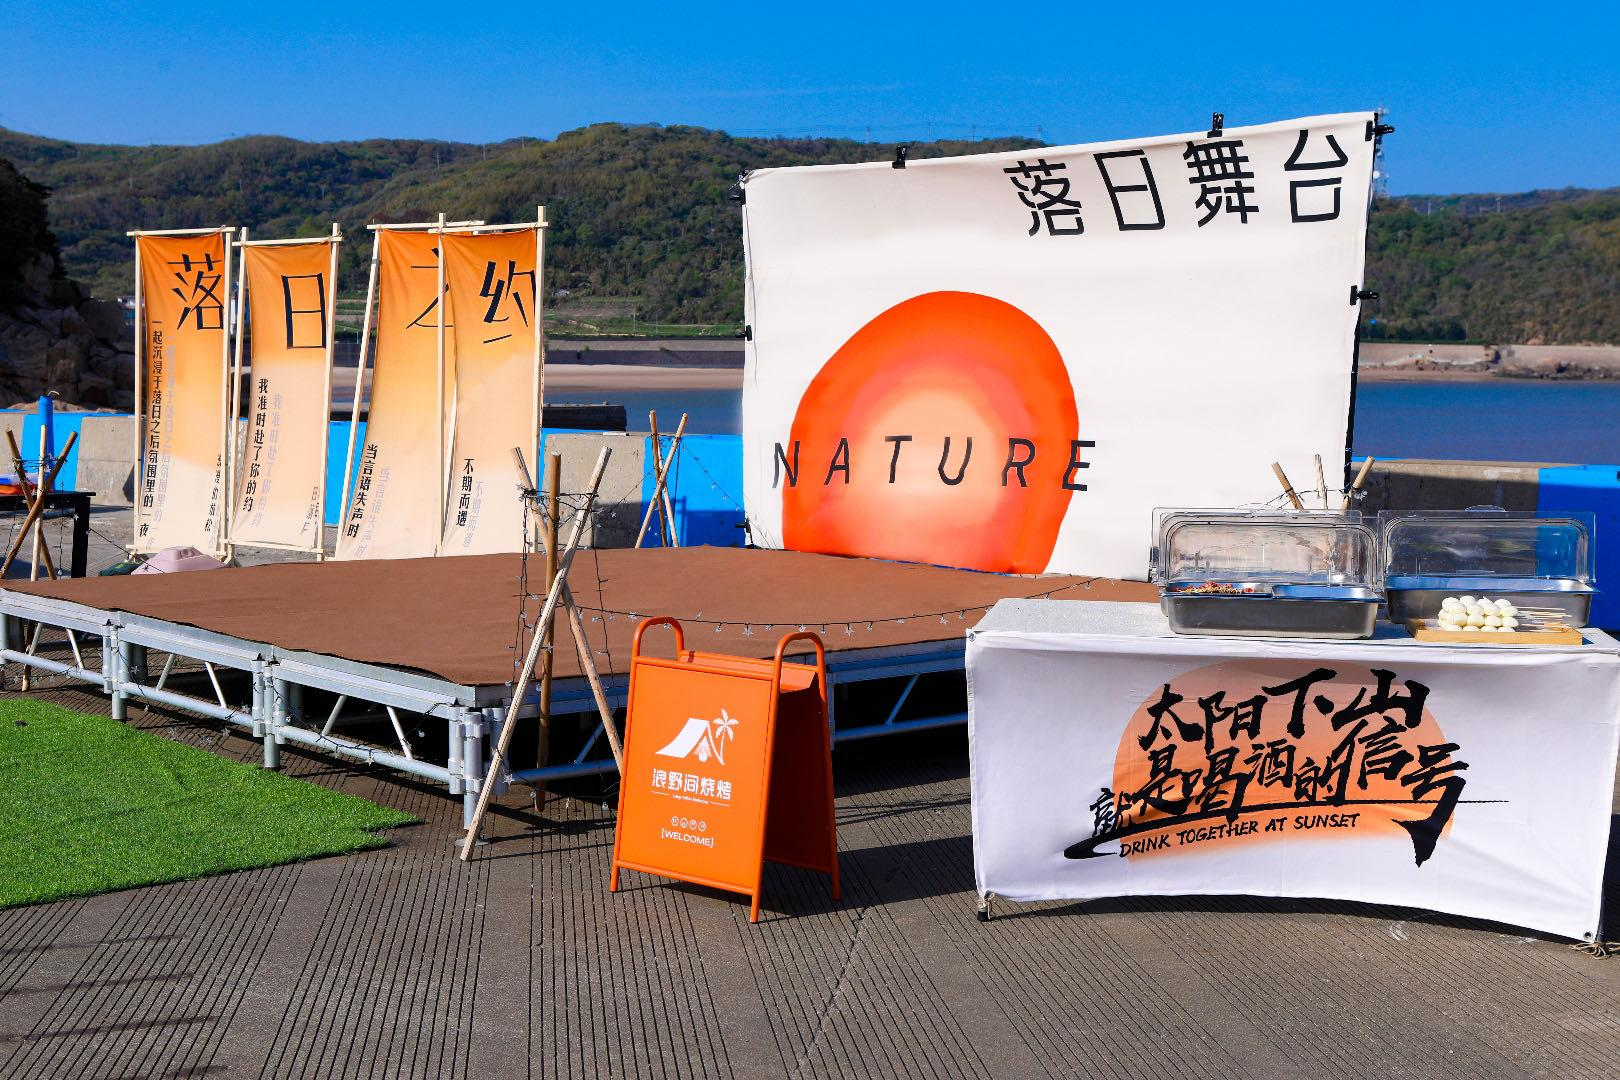 落日舞台
NATURE
落
一起沉浸于落日之后氛围里的一夜
日
我准时赴了你的约
之
当言语失声时
约
不期而遇
浪野间烧烤
[WELCOME]
太阳下山
就是喝酒的信号
DRINK TOGETHER AT SUNSET